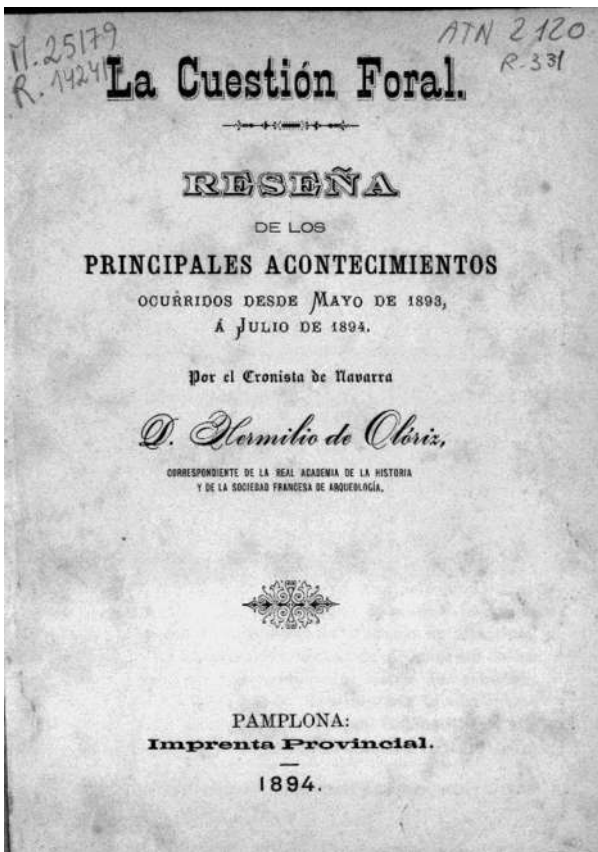 M. 25179
R. 14241
ATN 2120
R-331
La Cuestión Foral.
RESEÑA
DE LOS
PRINCIPALES ACONTECIMIENTOS
OCURRIDOS DESDE MAYO DE 1893,
Á JULIO DE 1894.
Por el Cronista de Navarra
D. Hermilio de Olóriz,
CORRESPONDIENTE DE LA REAL ACADEMIA DE LA HISTORIA
Y DE LA SOCIEDAD FRANCESA DE ARQUEOLOGÍA.
PAMPLONA:
Imprenta Provincial.
1894.